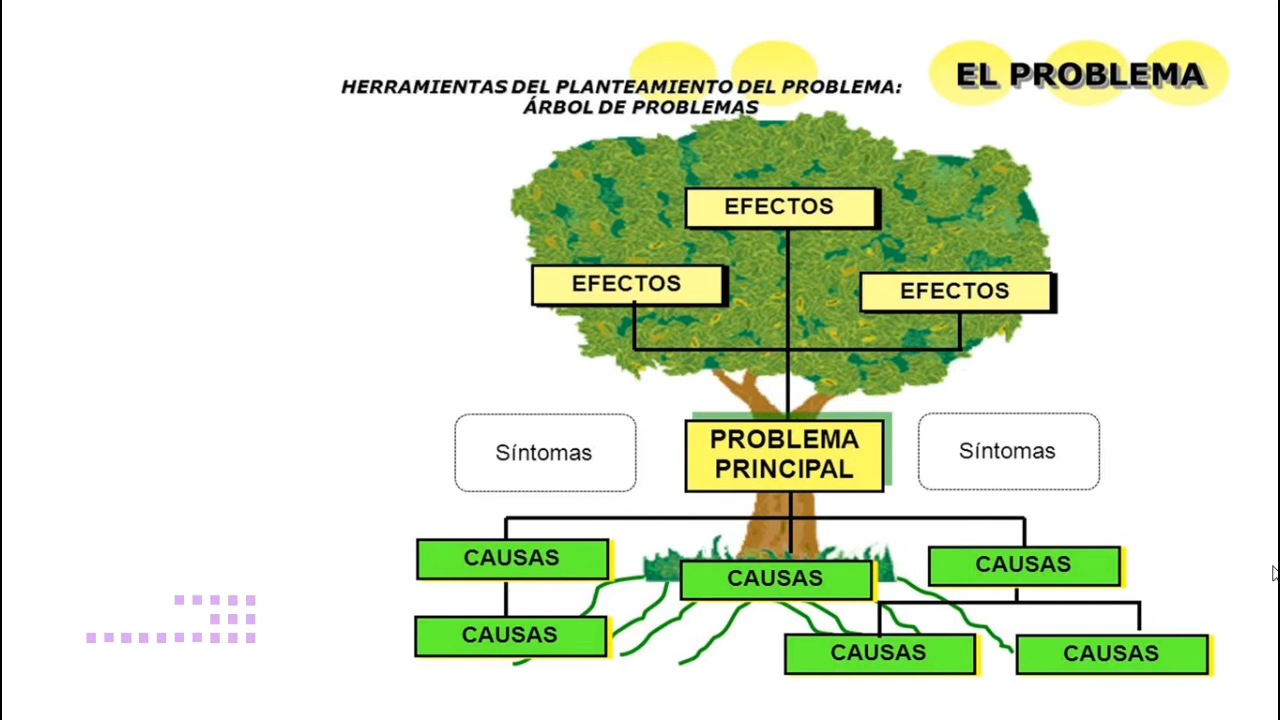 EL PROBLEMA
HERRAMIENTAS DEL PLANTEAMIENTO DEL PROBLEMA:
ÁRBOL DE PROBLEMAS
EFECTOS
EFECTOS
EFECTOS
Síntomas
PROBLEMA
PRINCIPAL
Síntomas
CAUSAS
CAUSAS
CAUSAS
CAUSAS
CAUSAS
CAUSAS